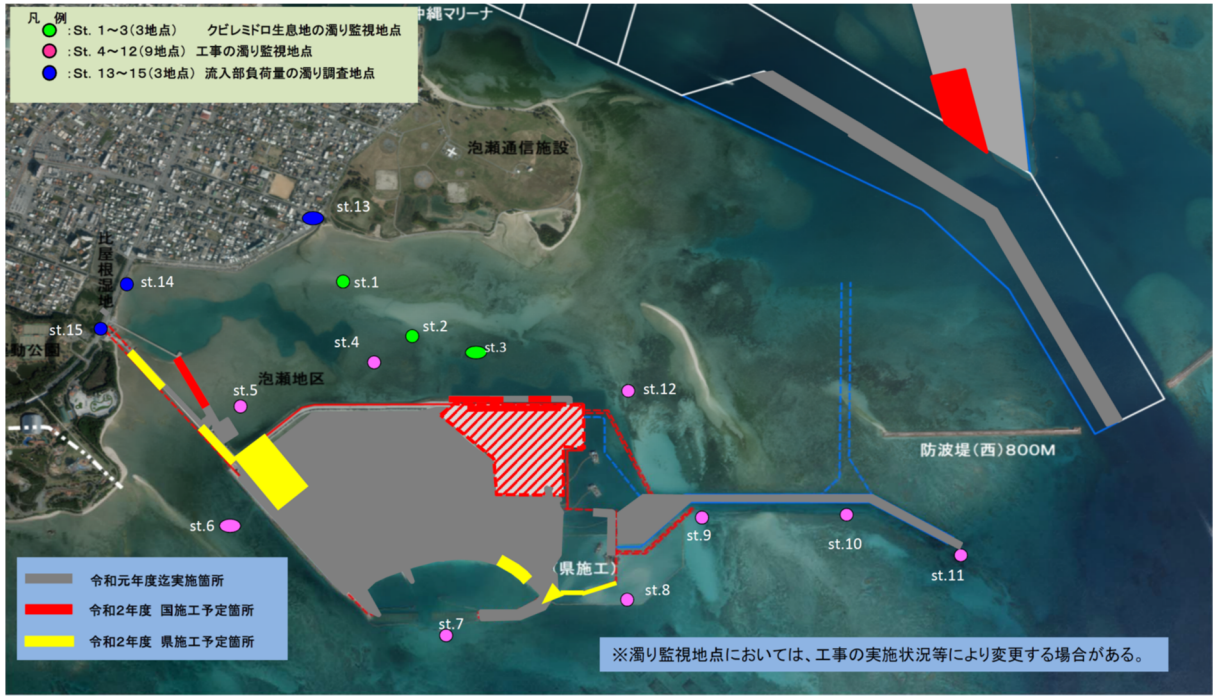 凡 例
:St. 1～3(3地点) クビレミドロ生息地の濁り監視地点
:St. 4～12(9地点) 工事の濁り監視地点
:St. 13～15(3地点) 流入部負荷量の濁り調査地点
沖縄マリーナ
泡瀬通信施設
st.13
比屋根湿地
st.14
st.1
st.15
st.2
st.4
st.3
動公園
泡瀬地区
st.5
st.12
防波堤(西)800M
st.6
st.9
st.10
st.11
(県施工)
st.8
st.7
令和元年度迄実施箇所
令和2年度 国施工予定箇所
令和2年度 県施工予定箇所
※濁り監視地点においては、工事の実施状況等により変更する場合がある。